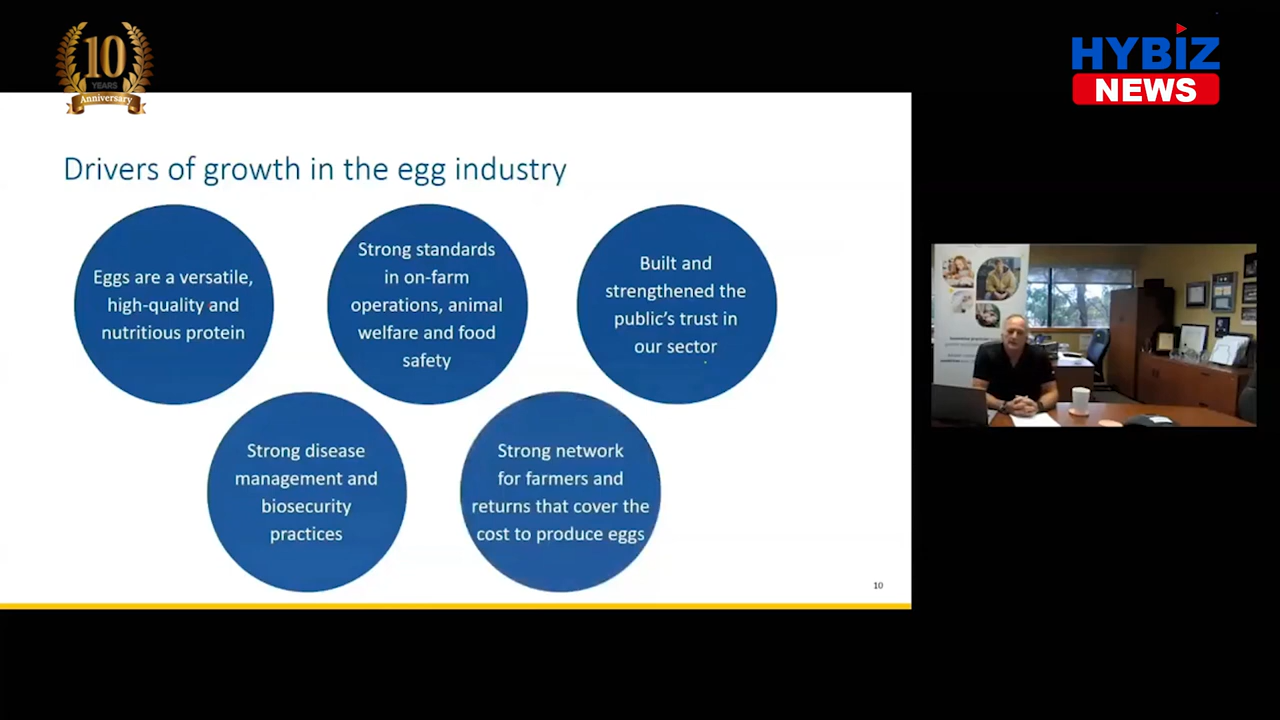 10
YEARS
Anniversary
HYBIZ
NEWS
Drivers of growth in the egg industry
Eggs are a versatile,
high-quality and
nutritious protein
Strong standards
in on-farm
operations, animal
welfare and food
safety
Built and
strengthened the
public's trust in
our sector
Strong disease
management and
biosecurity
practices
Strong network
for farmers and
returns that cover the
cost to produce eggs
10